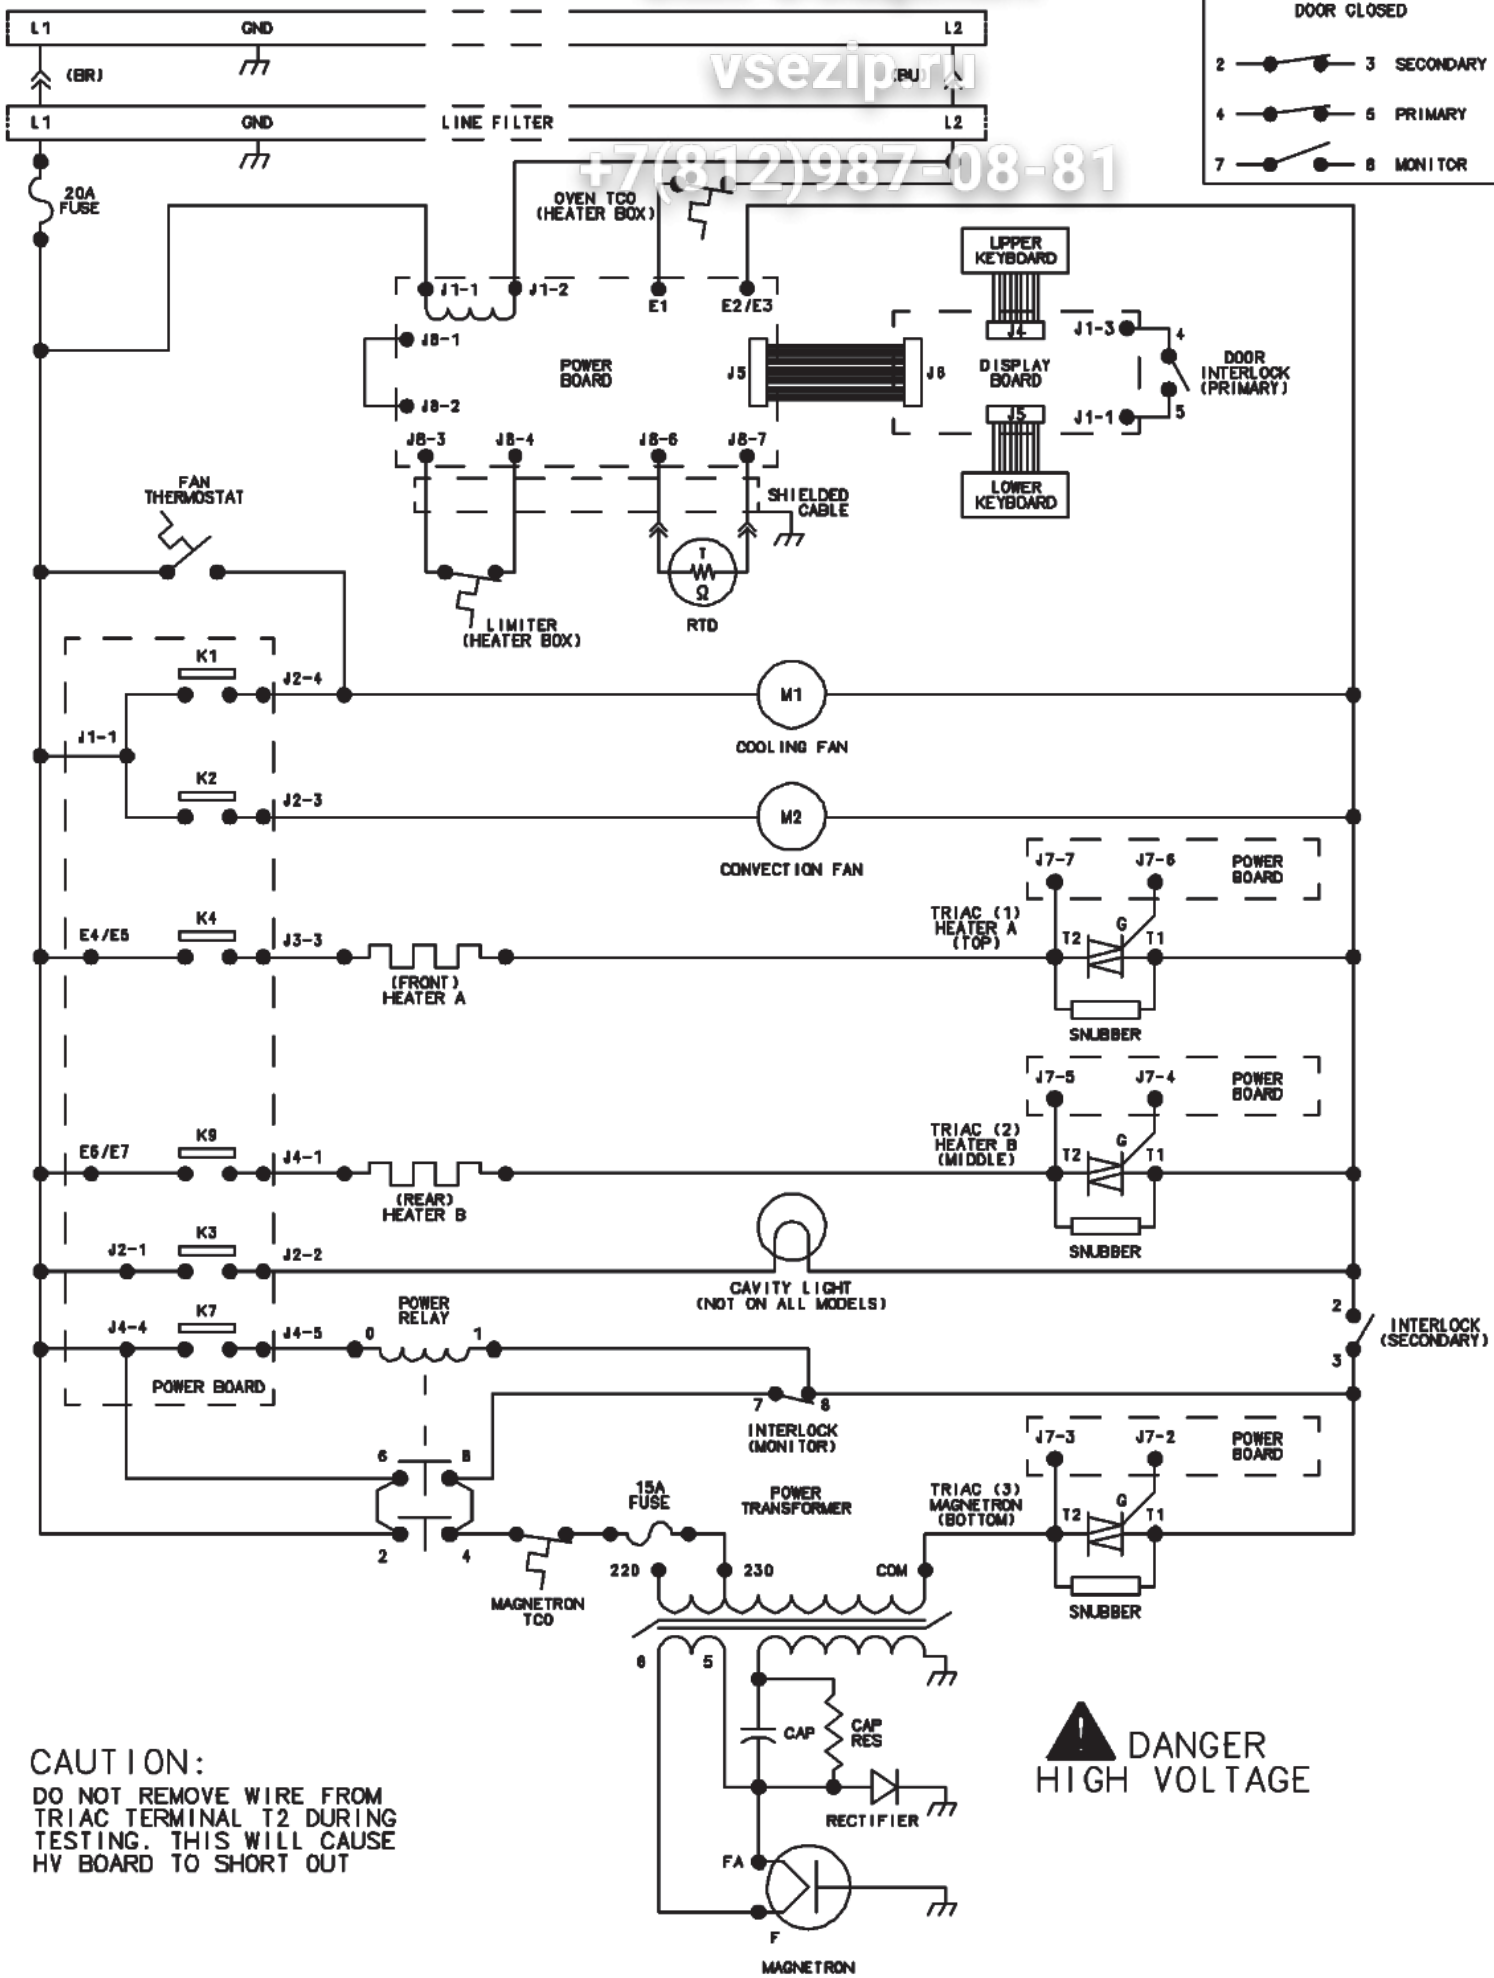 DOOR CLOSED
L1 GND L2
2 3 SECONDARY
(BR) vsezip.ru (BU)
4 5 PRIMARY
L1 GND LINE FILTER L2
7 8 MONITOR
+7(812)987-08-81
20A
FUSE
OVEN TCO
(HEATER BOX)
UPPER
KEYBOARD
J1-1 J1-2 E1 E2/E3
J4 J1-3 4
J8-1
POWER
BOARD
J5 J6
DISPLAY
BOARD
DOOR
INTERLOCK
(PRIMARY)
J8-2
J5 J1-1 5
J8-3 J8-4 J8-6 J8-7
FAN
THERMOSTAT
SHIELDED
CABLE
LOWER
KEYBOARD
T
Ω
RTD
LIMITER
(HEATER BOX)
K1
J2-4
M1
J1-1
COOLING FAN
K2
J2-3
M2
CONVECTION FAN
J7-7 J7-6 POWER
BOARD
K4
E4/E5 J3-3
TRIAC (1)
HEATER A
(TOP)
T2 G T1
(FRONT)
HEATER A
SNUBBER
J7-5 J7-4 POWER
BOARD
K9
E6/E7 J4-1
TRIAC (2)
HEATER B
(MIDDLE)
T2 G T1
(REAR)
HEATER B
SNUBBER
K3
J2-1 J2-2
CAVITY LIGHT
(NOT ON ALL MODELS)
K7
J4-4 J4-5
POWER
RELAY
0 1
2
INTERLOCK
(SECONDARY)
3
POWER BOARD
7 8
INTERLOCK
(MONITOR)
J7-3 J7-2 POWER
BOARD
6 8
15A
FUSE
POWER
TRANSFORMER
TRIAC (3)
MAGNETRON
(BOTTOM)
T2 G T1
2 4
220 230 COM
MAGNETRON
TCO
SNUBBER
6 5
CAP
CAP
RES
RECTIFIER
CAUTION:
DO NOT REMOVE WIRE FROM
TRIAC TERMINAL T2 DURING
TESTING. THIS WILL CAUSE
HV BOARD TO SHORT OUT
! DANGER
HIGH VOLTAGE
FA
F
MAGNETRON